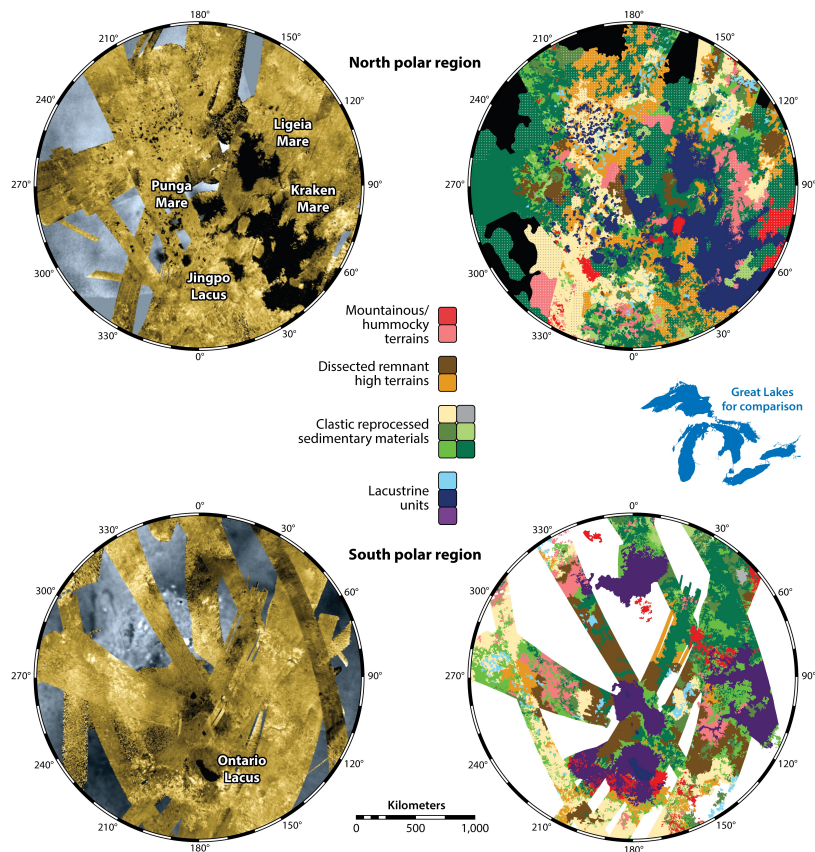 180°
210°
150°
240°
120°
270°
90°
300°
60°
330°
30°
0°
Ligeia
Mare
Punga
Mare
Kraken
Mare
Jingpo
Lacus
North polar region
180°
210°
150°
240°
120°
270°
90°
300°
60°
330°
30°
0°
Mountainous/
hummocky
terrains
Dissected remnant
high terrains
Clastic reprocessed
sedimentary materials
Lacustrine
units
Great Lakes
for comparison
South polar region
0°
330°
30°
300°
60°
270°
90°
240°
120°
210°
150°
180°
Ontario
Lacus
0°
330°
30°
300°
60°
270°
90°
240°
120°
210°
150°
180°
Kilometers
0 500 1,000